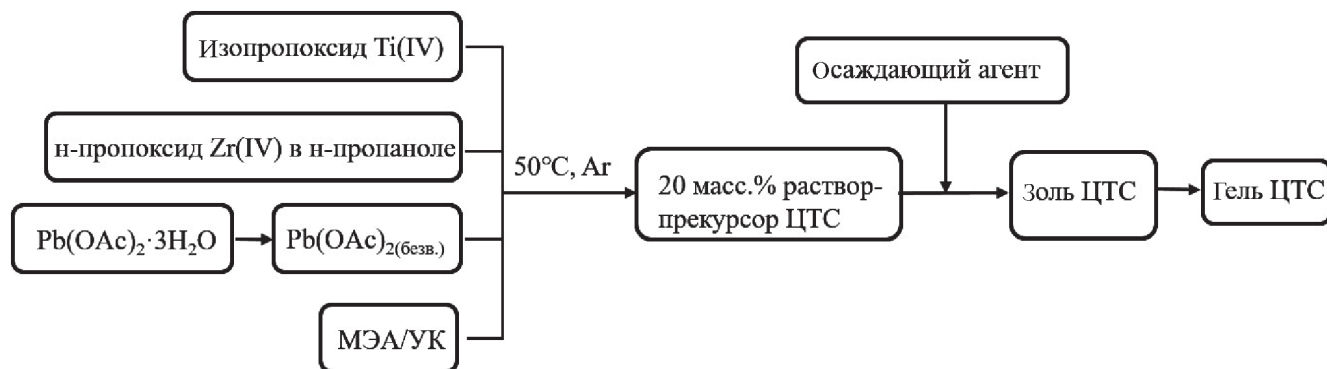 Изопропоксид Ti(IV)
н-пропоксид Zr(IV) в н-пропаноле
Pb(OAc)₂·3H₂O
Pb(OAc)₂(безв.)
МЭА/УК
50°C, Ar
20 масс.% раствор-
прекурсор ЦТС
Осаждающий агент
Золь ЦТС
Гель ЦТС